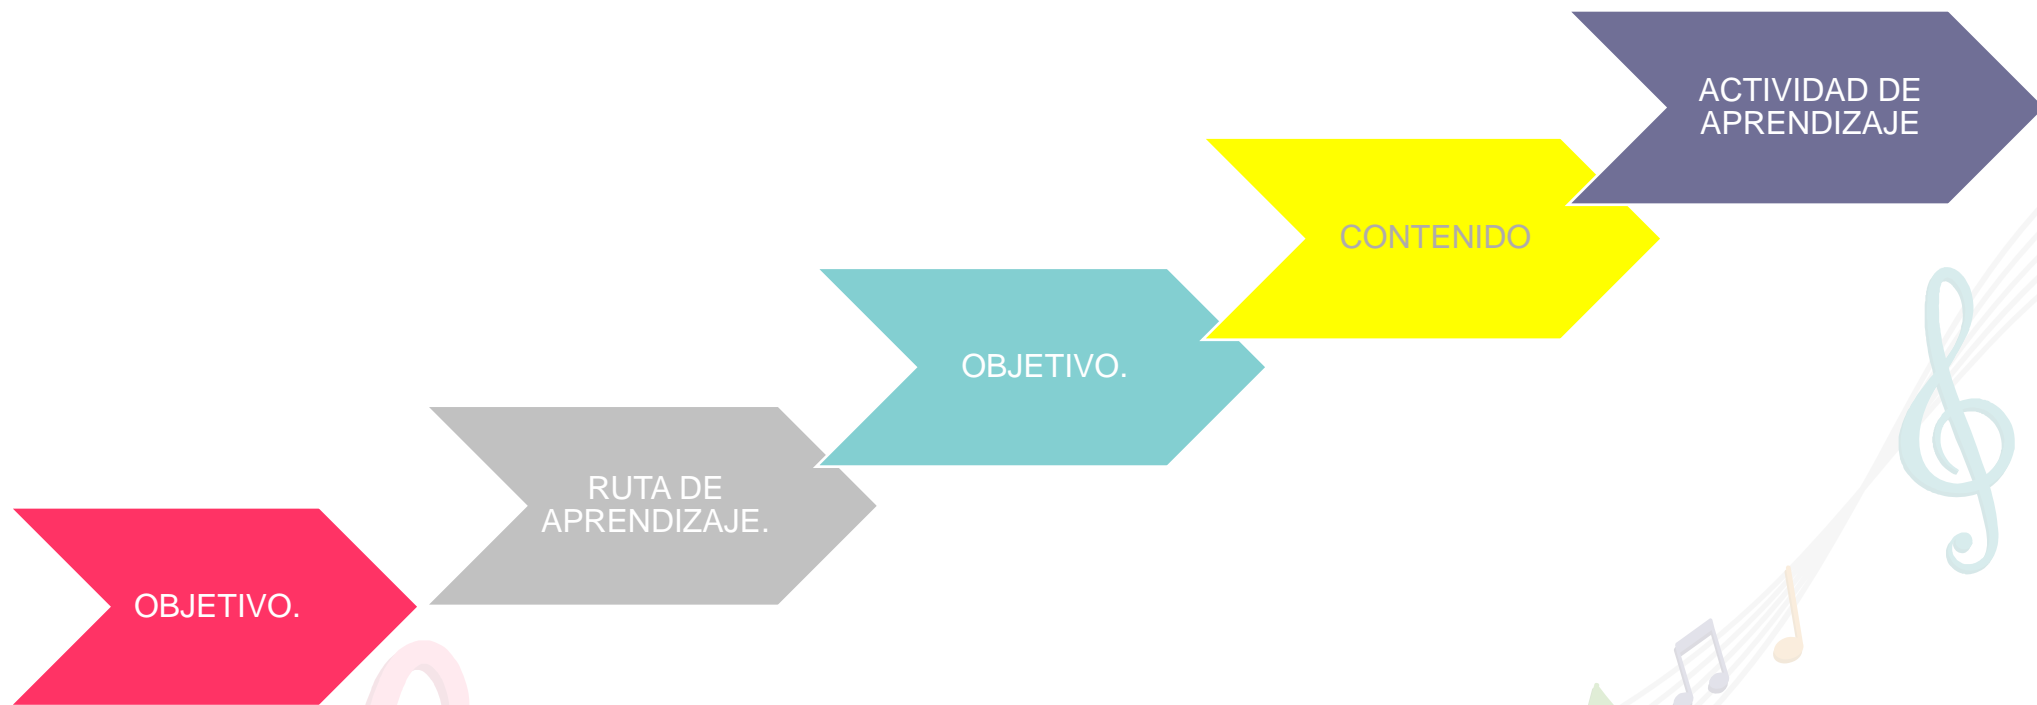 OBJETIVO.
RUTA DE
APRENDIZAJE.
OBJETIVO.
CONTENIDO
ACTIVIDAD DE
APRENDIZAJE